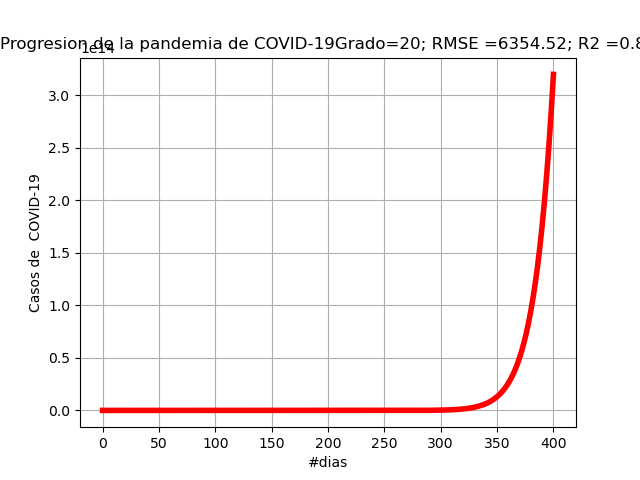 Progresion de la pandemia de COVID-19Grado=20; RMSE =6354.52; R2 =0.8
1e14
3.0
2.5
2.0
1.5
1.0
0.5
0.0
Casos de  COVID-19
0 50 100 150 200 250 300 350 400
#dias